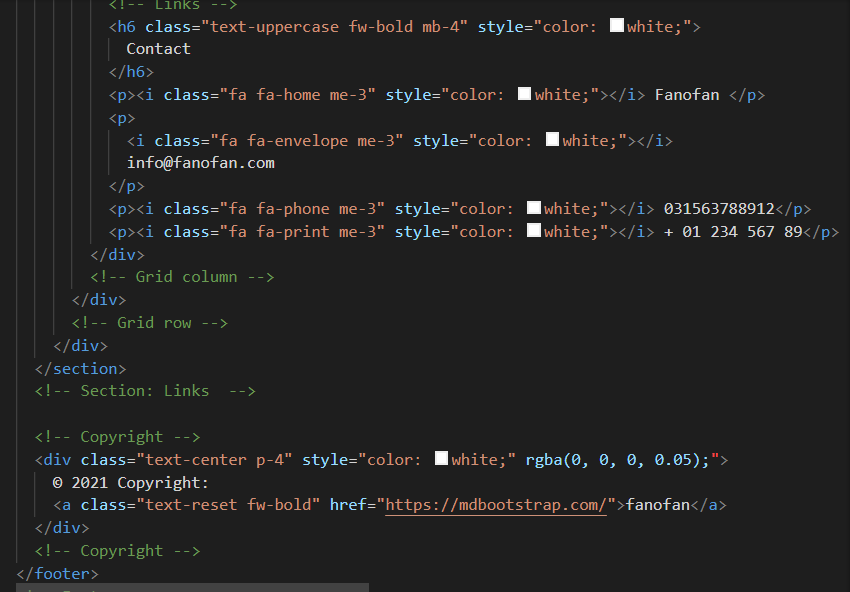 <!-- Links -->
<h6 class="text-uppercase fw-bold mb-4" style="color: white;">
Contact
</h6>
<p><i class="fa fa-home me-3" style="color: white;"></i> Fanofan </p>
<p>
<i class="fa fa-envelope me-3" style="color: white;"></i>
info@fanofan.com
</p>
<p><i class="fa fa-phone me-3" style="color: white;"></i> 031563788912</p>
<p><i class="fa fa-print me-3" style="color: white;"></i> + 01 234 567 89</p>
</div>
<!-- Grid column -->
</div>
<!-- Grid row -->
</div>
</section>
<!-- Section: Links  -->
<!-- Copyright -->
<div class="text-center p-4" style="color: white;" rgba(0, 0, 0, 0.05);">
© 2021 Copyright:
<a class="text-reset fw-bold" href="https://mdbootstrap.com/">fanofan</a>
</div>
<!-- Copyright -->
</footer>